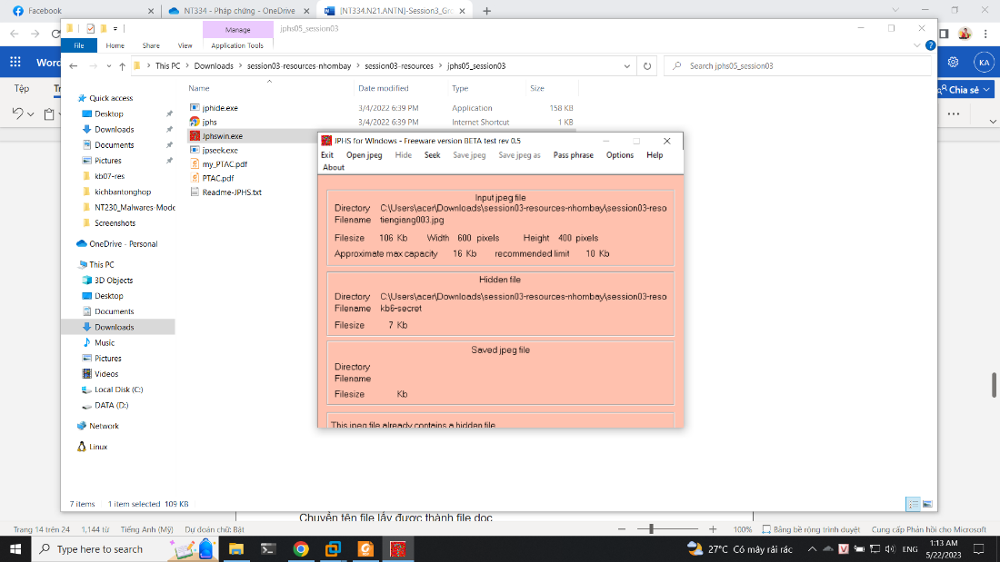 Facebook
NT334 - Pháp chứng - OneDrive
[NT334.N21.ANTN]-Session3_Gro
Manage
jphs05_session03
File
Home
Share
View
Application Tools
This PC > Downloads > session03-resources-nhombay > session03-resources > jphs05_session03
Search jphs05_session03
Word
KA
Tệp
Tr
Chia sẻ
Quick access
Desktop
Downloads
Documents
Pictures
kb07-res
kichbantonghop
NT230_Malwares-Mode
Screenshots
OneDrive - Personal
This PC
3D Objects
Desktop
Documents
Downloads
Music
Pictures
Videos
Local Disk (C:)
DATA (D:)
Network
Linux
Name Date modified Type Size
jphide.exe 3/4/2022 6:39 PM Application 158 KB
jphs 3/4/2022 6:39 PM Internet Shortcut 1 KB
Jphswin.exe
jpseek.exe
my_PTAC.pdf
PTAC.pdf
Readme-JPHS.txt
JPHS for Windows - Freeware version BETA test rev 0.5
Exit Open jpeg Hide Seek Save jpeg Save jpeg as Pass phrase Options Help
About
Input jpeg file
Directory C:\Users\acer\Downloads\session03-resources-nhombay\session03-reso
Filename tiengiang003.jpg
Filesize 106 Kb Width 600 pixels Height 400 pixels
Approximate max capacity 16 Kb recommended limit 10 Kb
Hidden file
Directory C:\Users\acer\Downloads\session03-resources-nhombay\session03-reso
Filename kb6-secret
Filesize 7 Kb
Saved jpeg file
Directory
Filename
Filesize Kb
This jpeg file already contains a hidden file
7 items 1 item selected 109 KB
Chuyển tên file lấy được thành file doc
Trang 14 trên 24 1,144 từ Tiếng Anh (Mỹ) Dự đoán chữ: Bật 100% Bằng bề rộng trình duyệt Cung cấp Phản hồi cho Microsoft
Type here to search
27°C Có mây rải rác
ENG
1:13 AM
5/22/2023